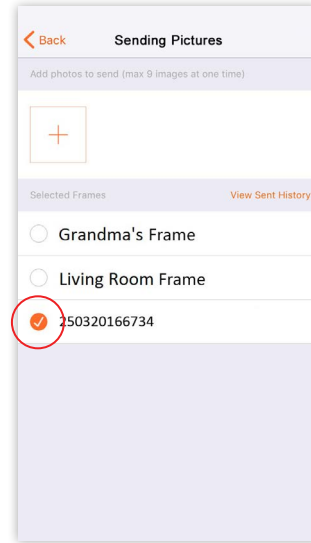 Back Sending Pictures
Add photos to send (max 9 images at one time)
Selected Frames View Sent History
Grandma's Frame
Living Room Frame
250320166734